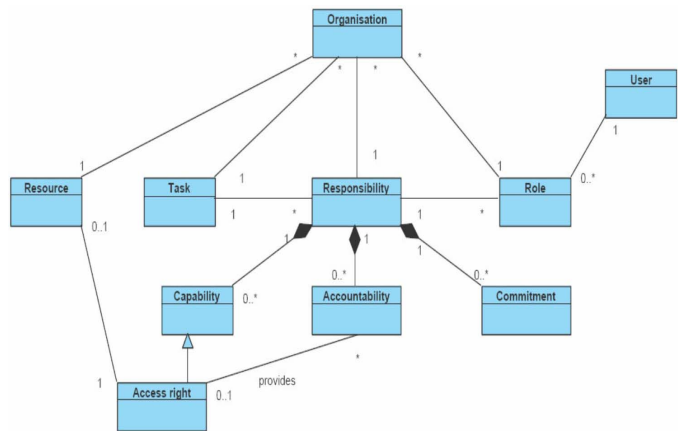 Organisation
* * * *
User
1
1 1 1 1
0..*
Resource Task Responsibility Role
0..1 1 * 1 *
1 1 1
0..* 0..* 0..*
Capability Accountability Commitment
*
provides
1 0..1
Access right